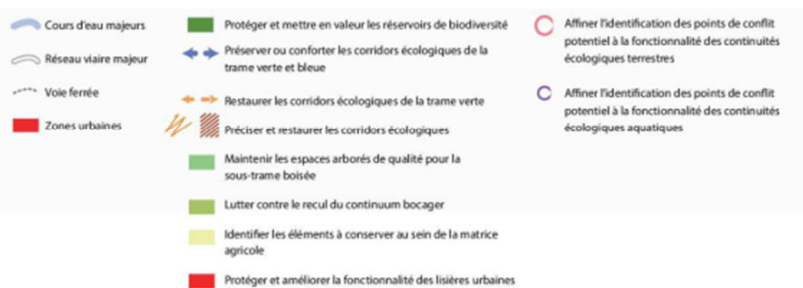 Cours d'eau majeurs
Réseau viaire majeur
Voie ferrée
Zones urbaines
Protéger et mettre en valeur les réservoirs de biodiversité
Préserver ou conforter les corridors écologiques de la
trame verte et bleue
Restaurer les corridors écologiques de la trame verte
Préciser et restaurer les corridors écologiques
Maintenir les espaces arborés de qualité pour la
sous-trame boisée
Lutter contre le recul du continuum bocager
Identifier les éléments à conserver au sein de la matrice
agricole
Protéger et améliorer la fonctionnalité des lisières urbaines
Affiner l'identification des points de conflit
potentiel à la fonctionnalité des continuités
écologiques terrestres
Affiner l'identification des points de conflit
potentiel à la fonctionnalité des continuités
écologiques aquatiques